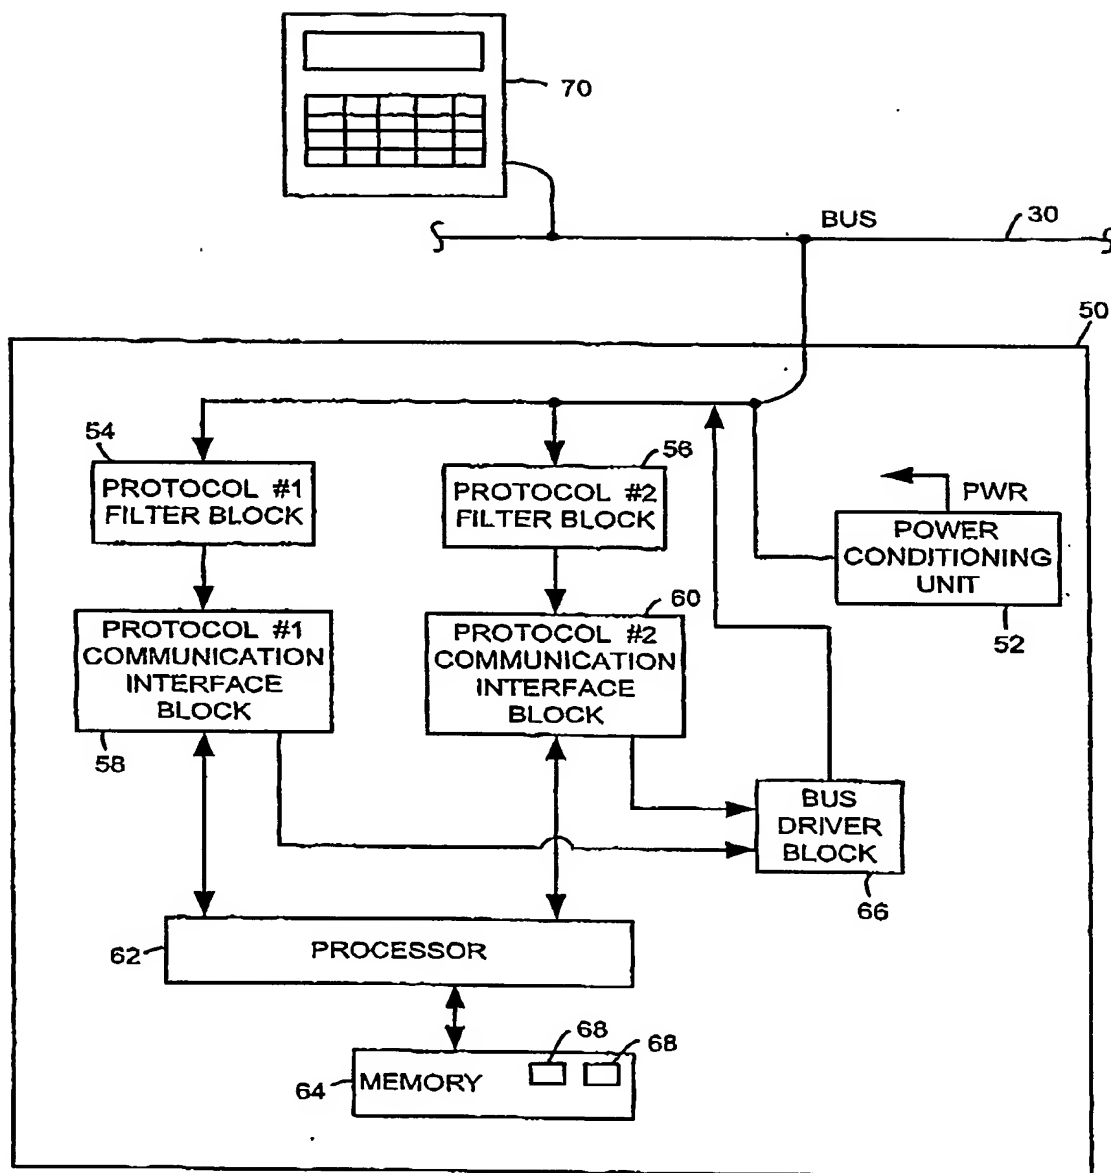 70
BUS
30
50
54
PROTOCOL #1
FILTER BLOCK
56
PROTOCOL #2
FILTER BLOCK
PWR
POWER
CONDITIONING
UNIT
52
PROTOCOL #1
COMMUNICATION
INTERFACE
BLOCK
58
60
PROTOCOL #2
COMMUNICATION
INTERFACE
BLOCK
BUS
DRIVER
BLOCK
66
62
PROCESSOR
68
68
64
MEMORY